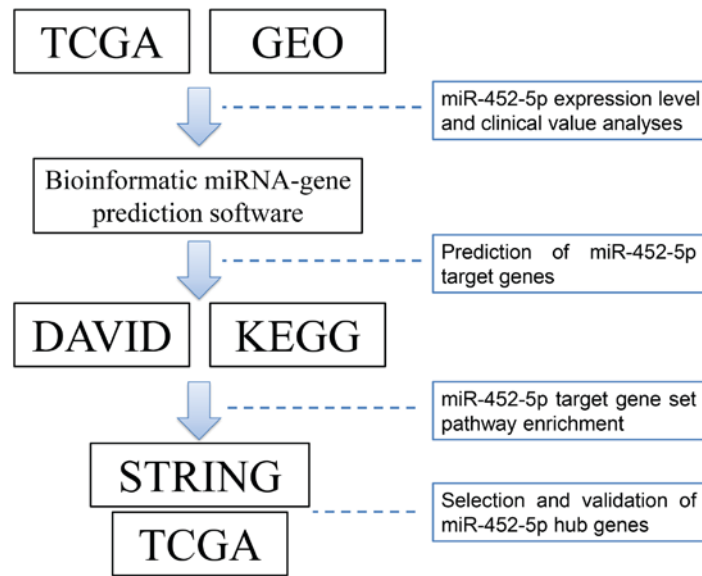 TCGA
GEO
miR-452-5p expression level
and clinical value analyses
Bioinformatic miRNA-gene
prediction software
Prediction of miR-452-5p
target genes
DAVID
KEGG
miR-452-5p target gene set
pathway enrichment
STRING
Selection and validation of
miR-452-5p hub genes
TCGA